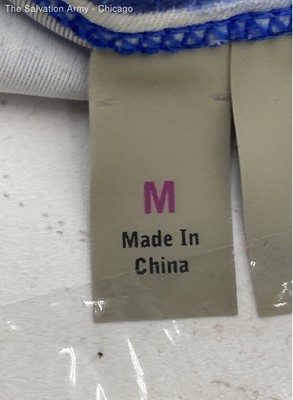 The Salvation Army - Chicago
M
Made In
China